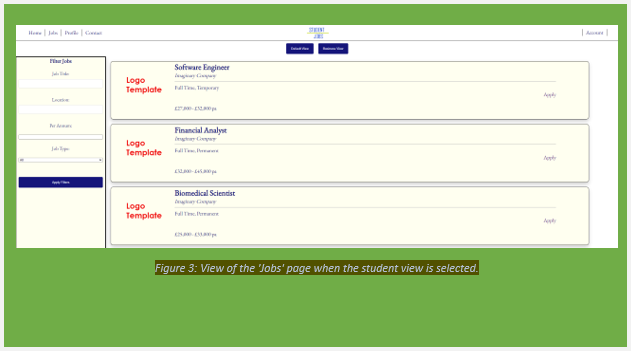 Home | Jobs | Profile | Contact
STUDENT
JOBS
| Account |
Default View
Business View
Filter Jobs
Job Title:
Location:
Per Annum:
Job Type:
All
Apply Filters
Logo
Template
Software Engineer
Imaginary Company
Full Time, Temporary
£27,000 - £32,000 pa
Apply
Logo
Template
Financial Analyst
Imaginary Company
Full Time, Permanent
£32,000 - £45,000 pa
Apply
Logo
Template
Biomedical Scientist
Imaginary Company
Full Time, Permanent
£25,000 - £33,000 pa
Apply
Figure 3: View of the 'Jobs' page when the student view is selected.